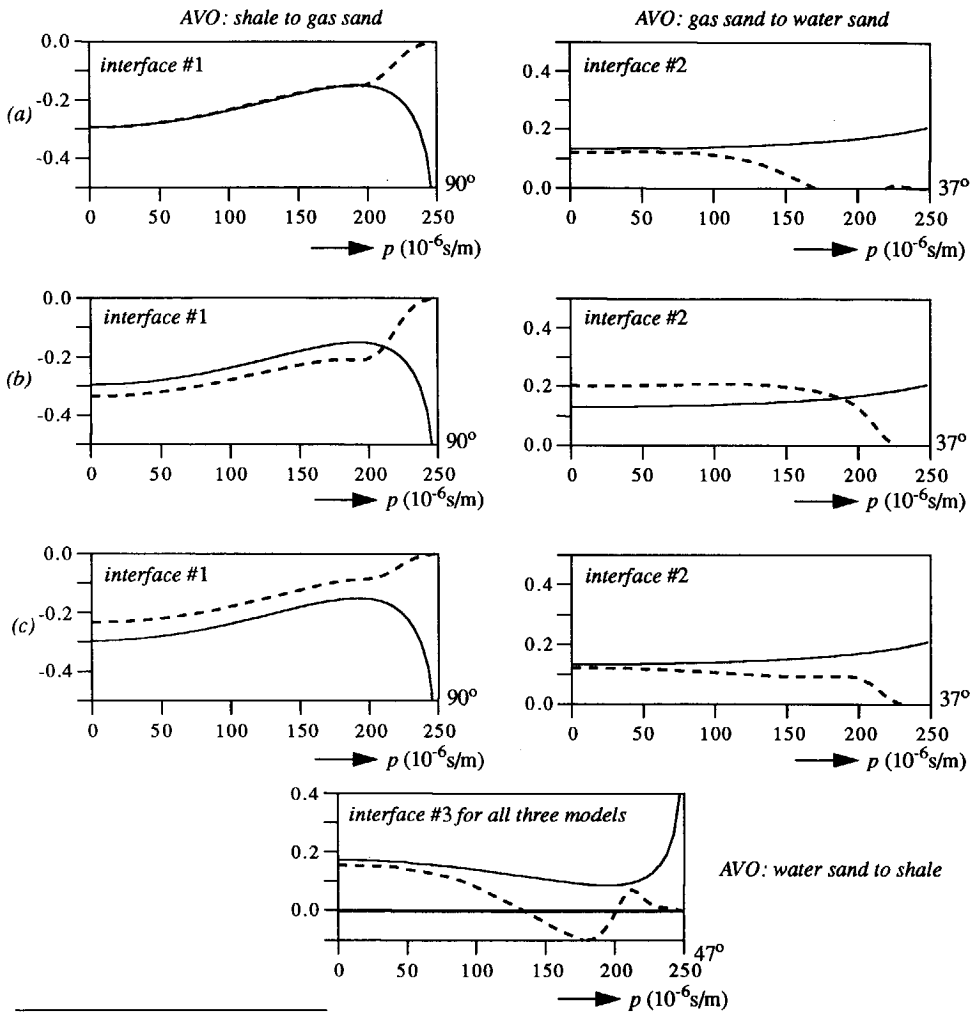 AVO: shale to gas sand
AVO: gas sand to water sand
(a)
interface #1
0.0
-0.2
-0.4
90°
0 50 100 150 200 250
p (10⁻⁶s/m)
interface #2
0.4
0.2
0.0
37°
0 50 100 150 200 250
p (10⁻⁶s/m)
(b)
interface #1
0.0
-0.2
-0.4
90°
0 50 100 150 200 250
p (10⁻⁶s/m)
interface #2
0.4
0.2
0.0
37°
0 50 100 150 200 250
p (10⁻⁶s/m)
(c)
interface #1
0.0
-0.2
-0.4
90°
0 50 100 150 200 250
p (10⁻⁶s/m)
interface #2
0.4
0.2
0.0
37°
0 50 100 150 200 250
p (10⁻⁶s/m)
interface #3 for all three models
0.4
0.2
0.0
47°
0 50 100 150 200 250
p (10⁻⁶s/m)
AVO: water sand to shale